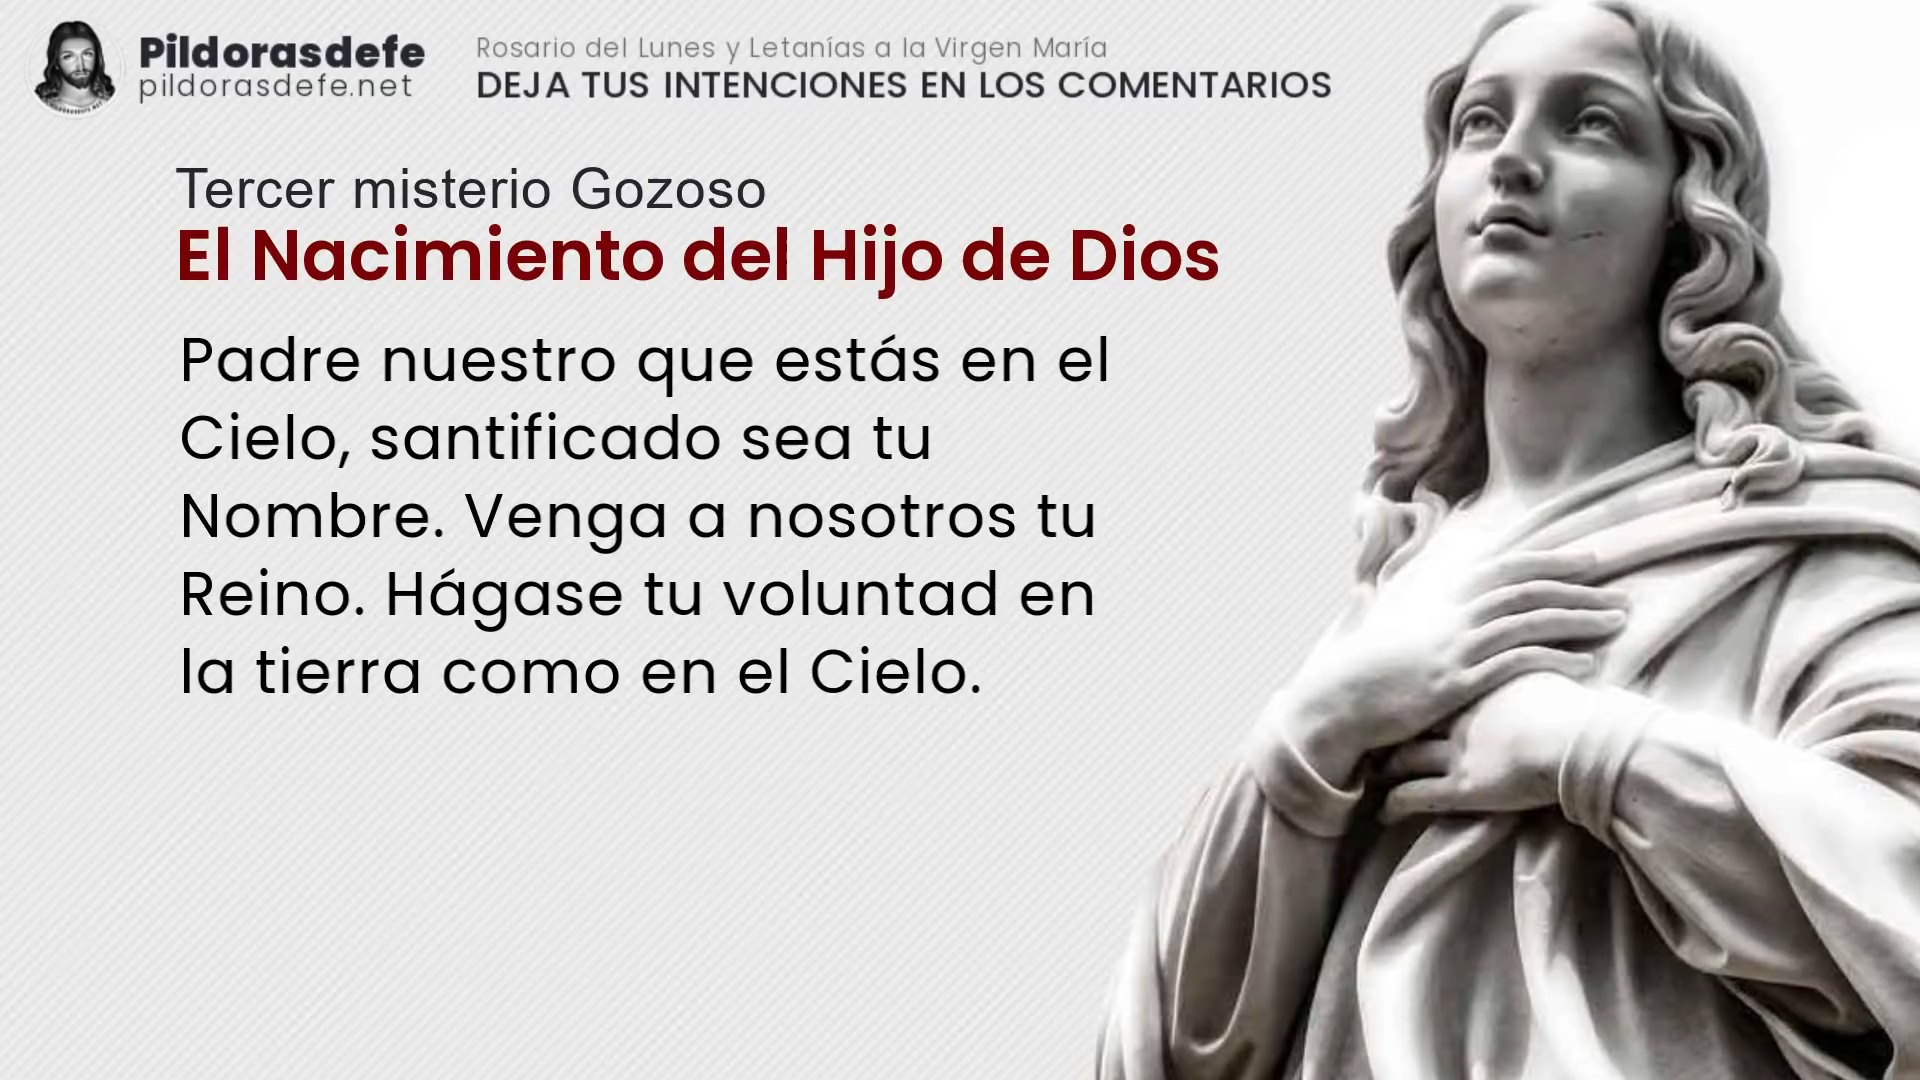 Pildorasdefe
pildorasdefe.net
Rosario del Lunes y Letanías a la Virgen María
DEJA TUS INTENCIONES EN LOS COMENTARIOS
Tercer misterio Gozoso
El Nacimiento del Hijo de Dios
Padre nuestro que estás en el
Cielo, santificado sea tu
Nombre. Venga a nosotros tu
Reino. Hágase tu voluntad en
la tierra como en el Cielo.